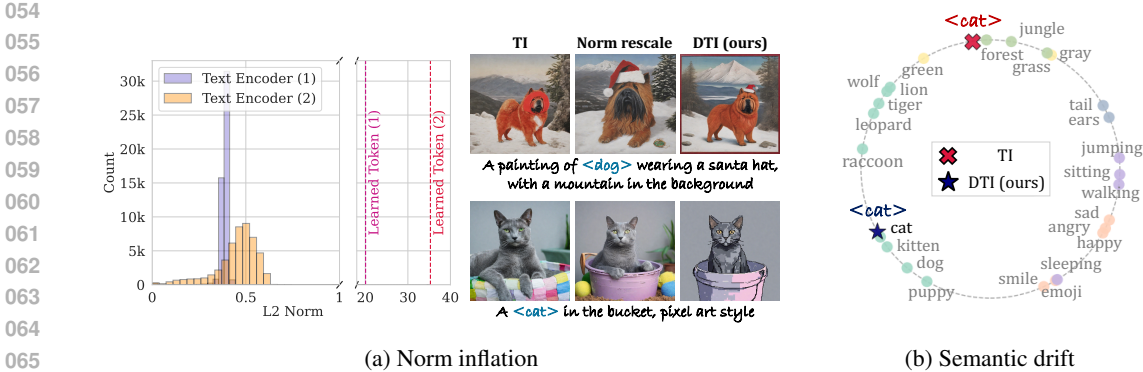 054
055
056
057
058
059
060
061
062
063
064
065
Text Encoder (1)
Text Encoder (2)
Count
30k
25k
20k
15k
10k
5k
0
0
0.5
1
20
30
40
L2 Norm
Learned Token (1)
Learned Token (2)
TI
Norm rescale
DTI (ours)
A painting of <dog> wearing a santa hat,
with a mountain in the background
A <cat> in the bucket, pixel art style
(a) Norm inflation
<cat>
jungle
forest
gray
grass
green
wolf
lion
tiger
leopard
raccoon
tail
ears
jumping
sitting
walking
sad
angry
happy
sleeping
smile
emoji
TI
DTI (ours)
<cat>
cat
kitten
dog
puppy
(b) Semantic drift